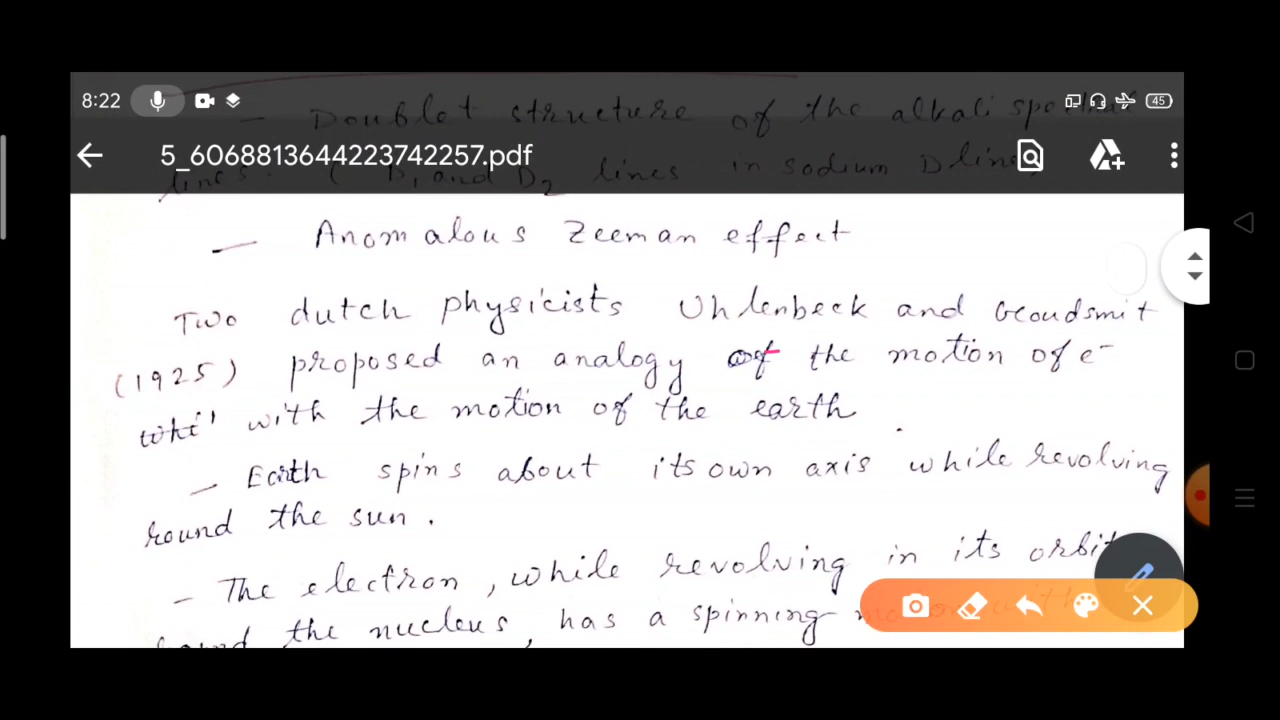 8:22 45
Doublet structure of the alkali spectral
5_6068813644223742257.pdf
lines. ( D1 and D2 lines in sodium D line
— Anomalous Zeeman effect
Two dutch physicists Uhlenbeck and Goudsmit
(1925) proposed an analogy of the motion of e-
with the motion of the earth.
— Earth spins about its own axis while revolving
round the sun.
— The electron, while revolving in its orbit
the nucleus, has a spinning